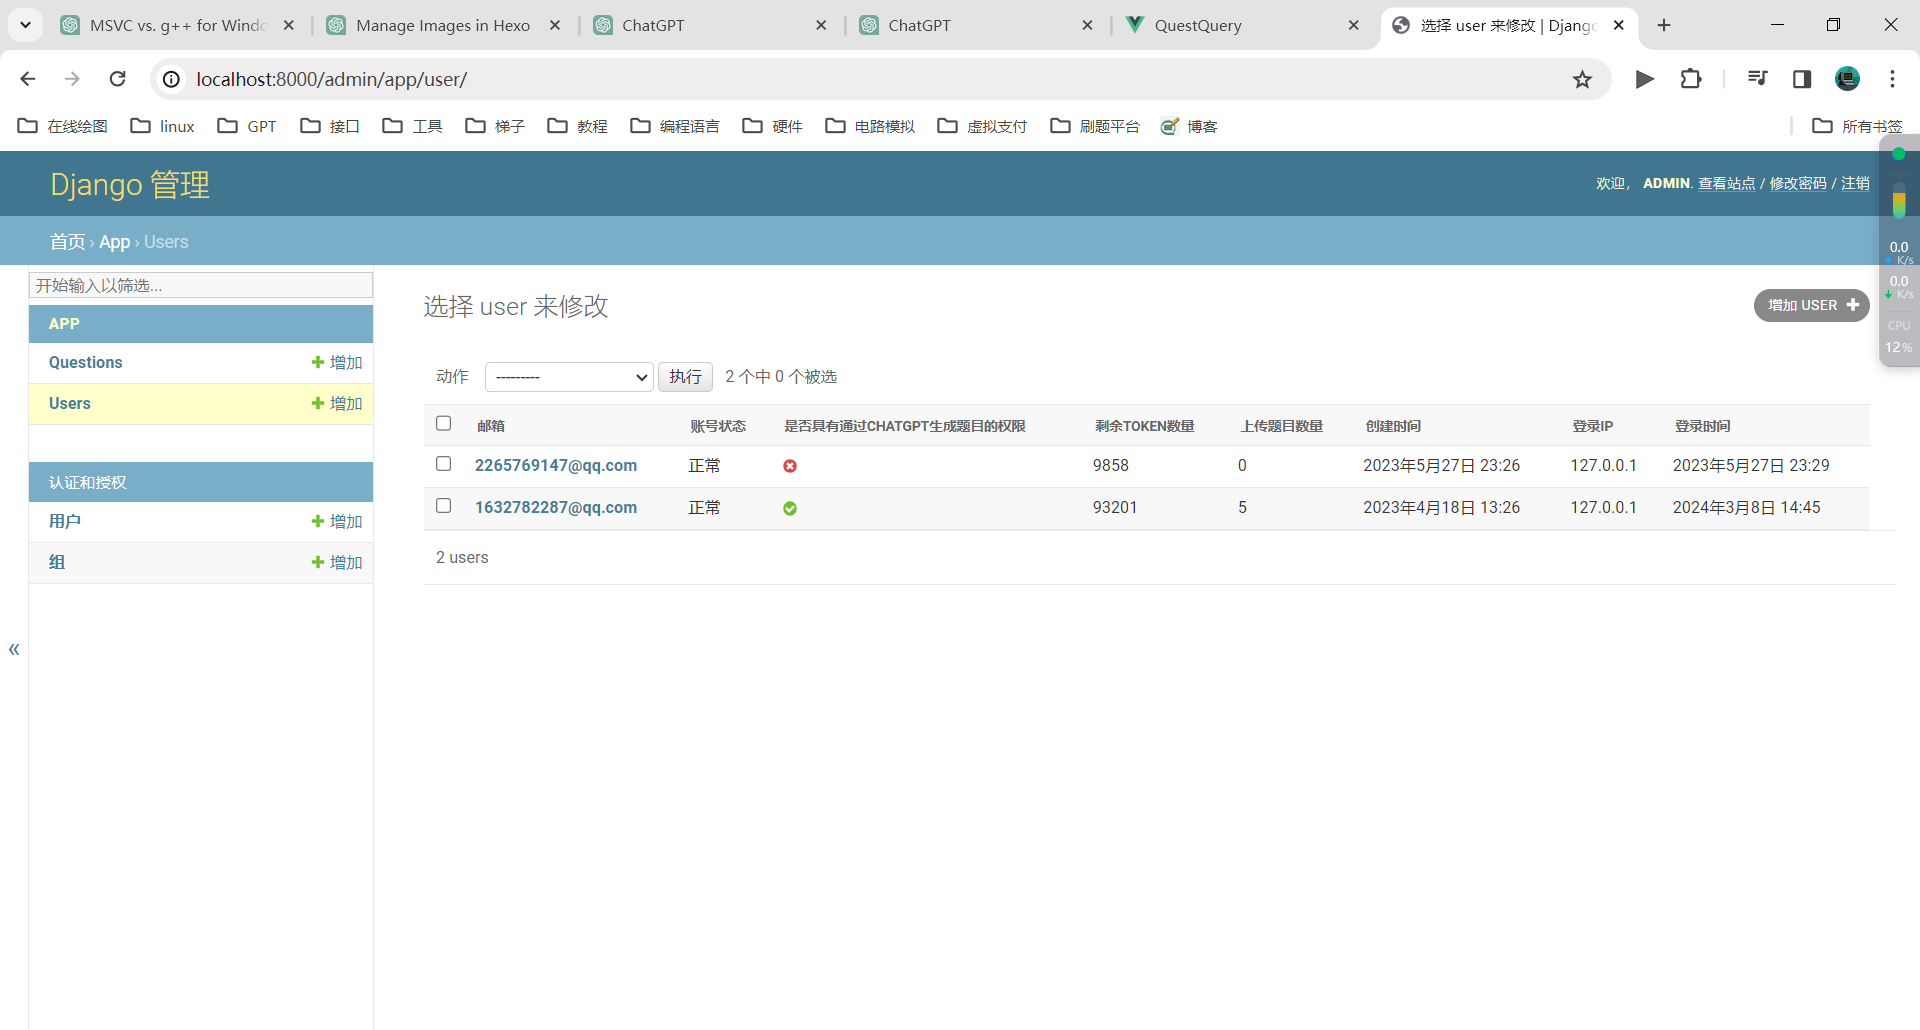 MSVC vs. g++ for Windo
Manage Images in Hexo
ChatGPT
ChatGPT
QuestQuery
选择 user 来修改 | Django
localhost:8000/admin/app/user/
在线绘图
linux
GPT
接口
工具
梯子
教程
编程语言
硬件
电路模拟
虚拟支付
刷题平台
博客
所有书签
Django 管理
欢迎， ADMIN. 查看站点 / 修改密码 / 注销
首页 › App › Users
0.0
K/s
0.0
K/s
CPU
12%
开始输入以筛选...
APP
Questions
增加
Users
增加
认证和授权
用户
增加
组
增加
«
选择 user 来修改
增加 USER
动作 --------- 执行 2 个中 0 个被选
邮箱 账号状态 是否具有通过CHATGPT生成题目的权限 剩余TOKEN数量 上传题目数量 创建时间 登录IP 登录时间
2265769147@qq.com 正常 9858 0 2023年5月27日 23:26 127.0.0.1 2023年5月27日 23:29
1632782287@qq.com 正常 93201 5 2023年4月18日 13:26 127.0.0.1 2024年3月8日 14:45
2 users